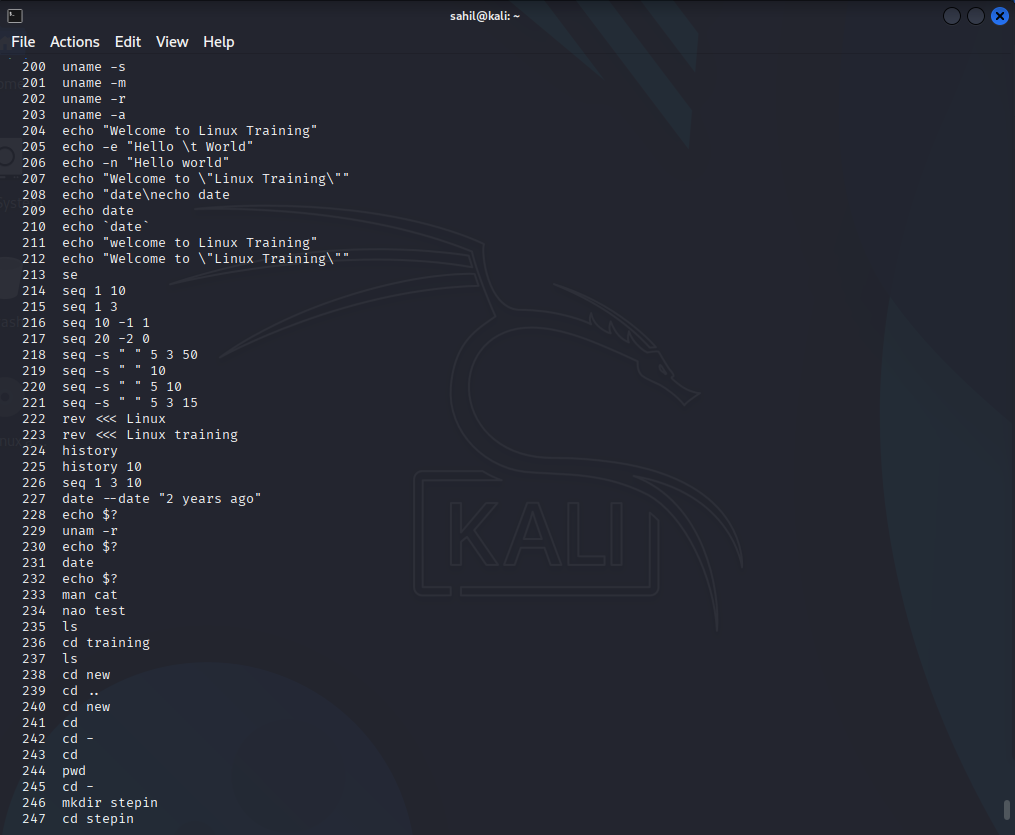 sahil@kali: ~
File Actions Edit View Help
200 uname -s
201 uname -m
202 uname -r
203 uname -a
204 echo "Welcome to Linux Training"
205 echo -e "Hello \t World"
206 echo -n "Hello world"
207 echo "Welcome to \"Linux Training\""
208 echo "date\necho date
209 echo date
210 echo `date`
211 echo "welcome to Linux Training"
212 echo "Welcome to \"Linux Training\""
213 se
214 seq 1 10
215 seq 1 3
216 seq 10 -1 1
217 seq 20 -2 0
218 seq -s " " 5 3 50
219 seq -s " " 10
220 seq -s " " 5 10
221 seq -s " " 5 3 15
222 rev <<< Linux
223 rev <<< Linux training
224 history
225 history 10
226 seq 1 3 10
227 date --date "2 years ago"
228 echo $?
229 unam -r
230 echo $?
231 date
232 echo $?
233 man cat
234 nao test
235 ls
236 cd training
237 ls
238 cd new
239 cd ..
240 cd new
241 cd
242 cd -
243 cd
244 pwd
245 cd -
246 mkdir stepin
247 cd stepin
KALI